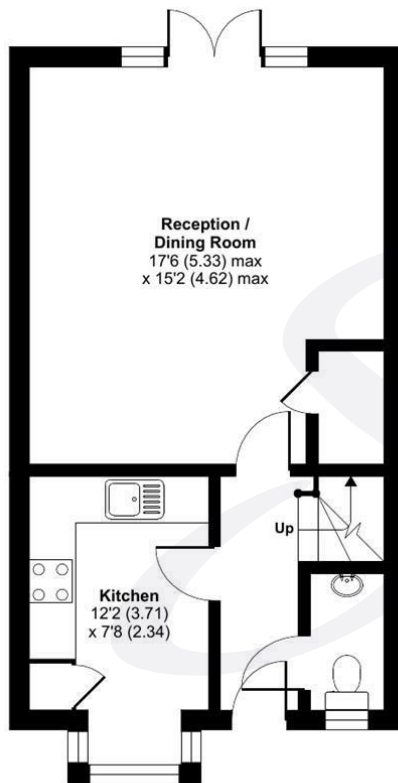 Reception /
Dining Room
17'6 (5.33) max
x 15'2 (4.62) max
Up
Kitchen
12'2 (3.71)
x 7'8 (2.34)